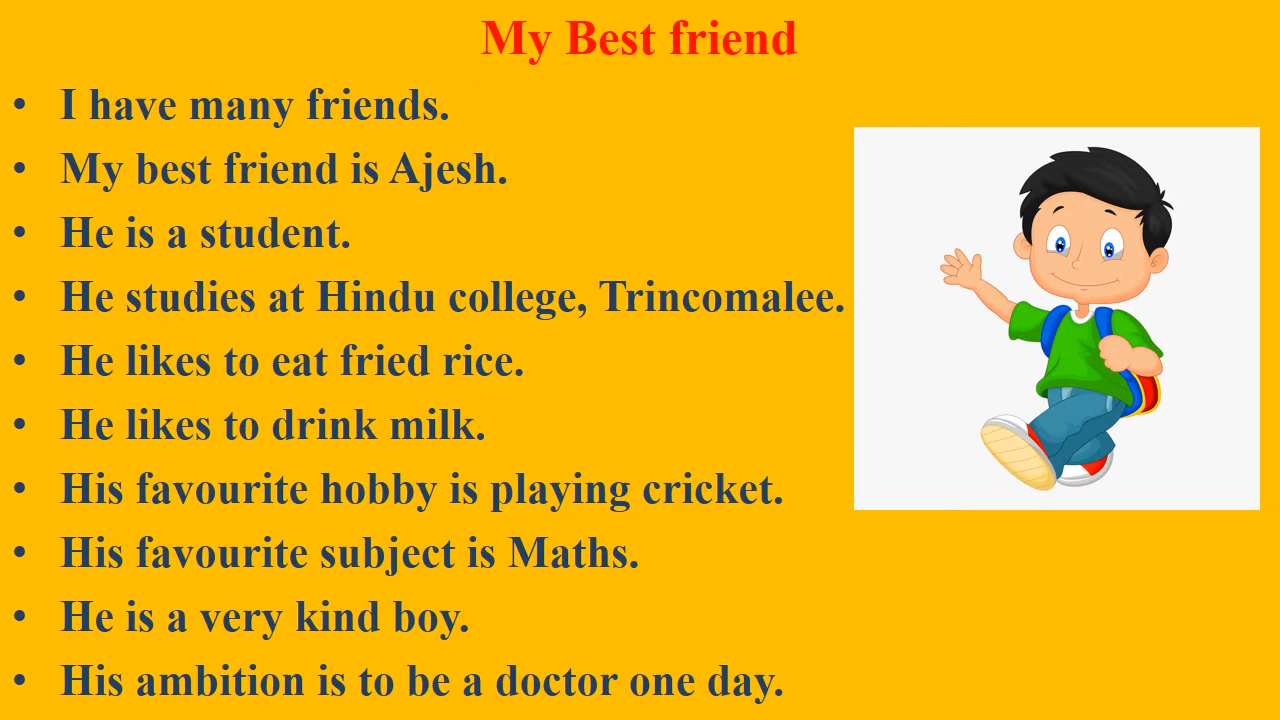 My Best friend
• I have many friends.
• My best friend is Ajesh.
• He is a student.
• He studies at Hindu college, Trincomalee.
• He likes to eat fried rice.
• He likes to drink milk.
• His favourite hobby is playing cricket.
• His favourite subject is Maths.
• He is a very kind boy.
• His ambition is to be a doctor one day.